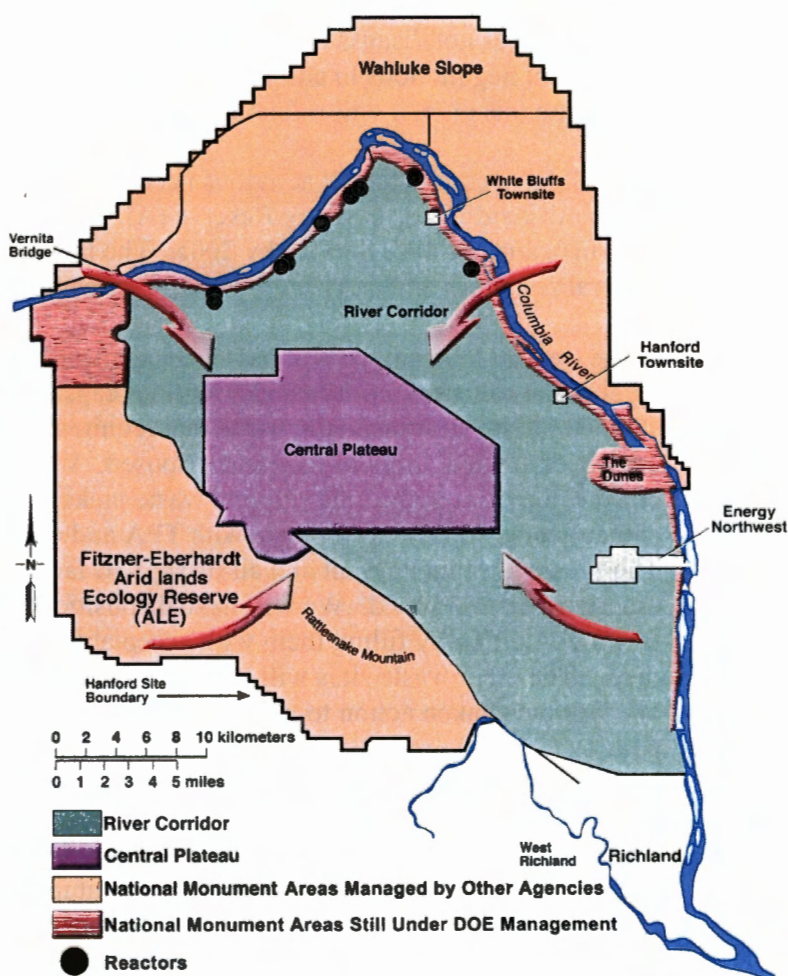 Wahluke Slope
White Bluffs
Townsite
Vernita
Bridge
River Corridor
Columbia River
Hanford
Townsite
Central Plateau
The
Dunes
Energy
Northwest
N
Fitzner-Eberhardt
Arid lands
Ecology Reserve
(ALE)
Rattlesnake Mountain
Hanford Site
Boundary
0 2 4 6 8 10 kilometers
0 1 2 3 4 5 miles
West
Richland
Richland
River Corridor
Central Plateau
National Monument Areas Managed by Other Agencies
National Monument Areas Still Under DOE Management
Reactors